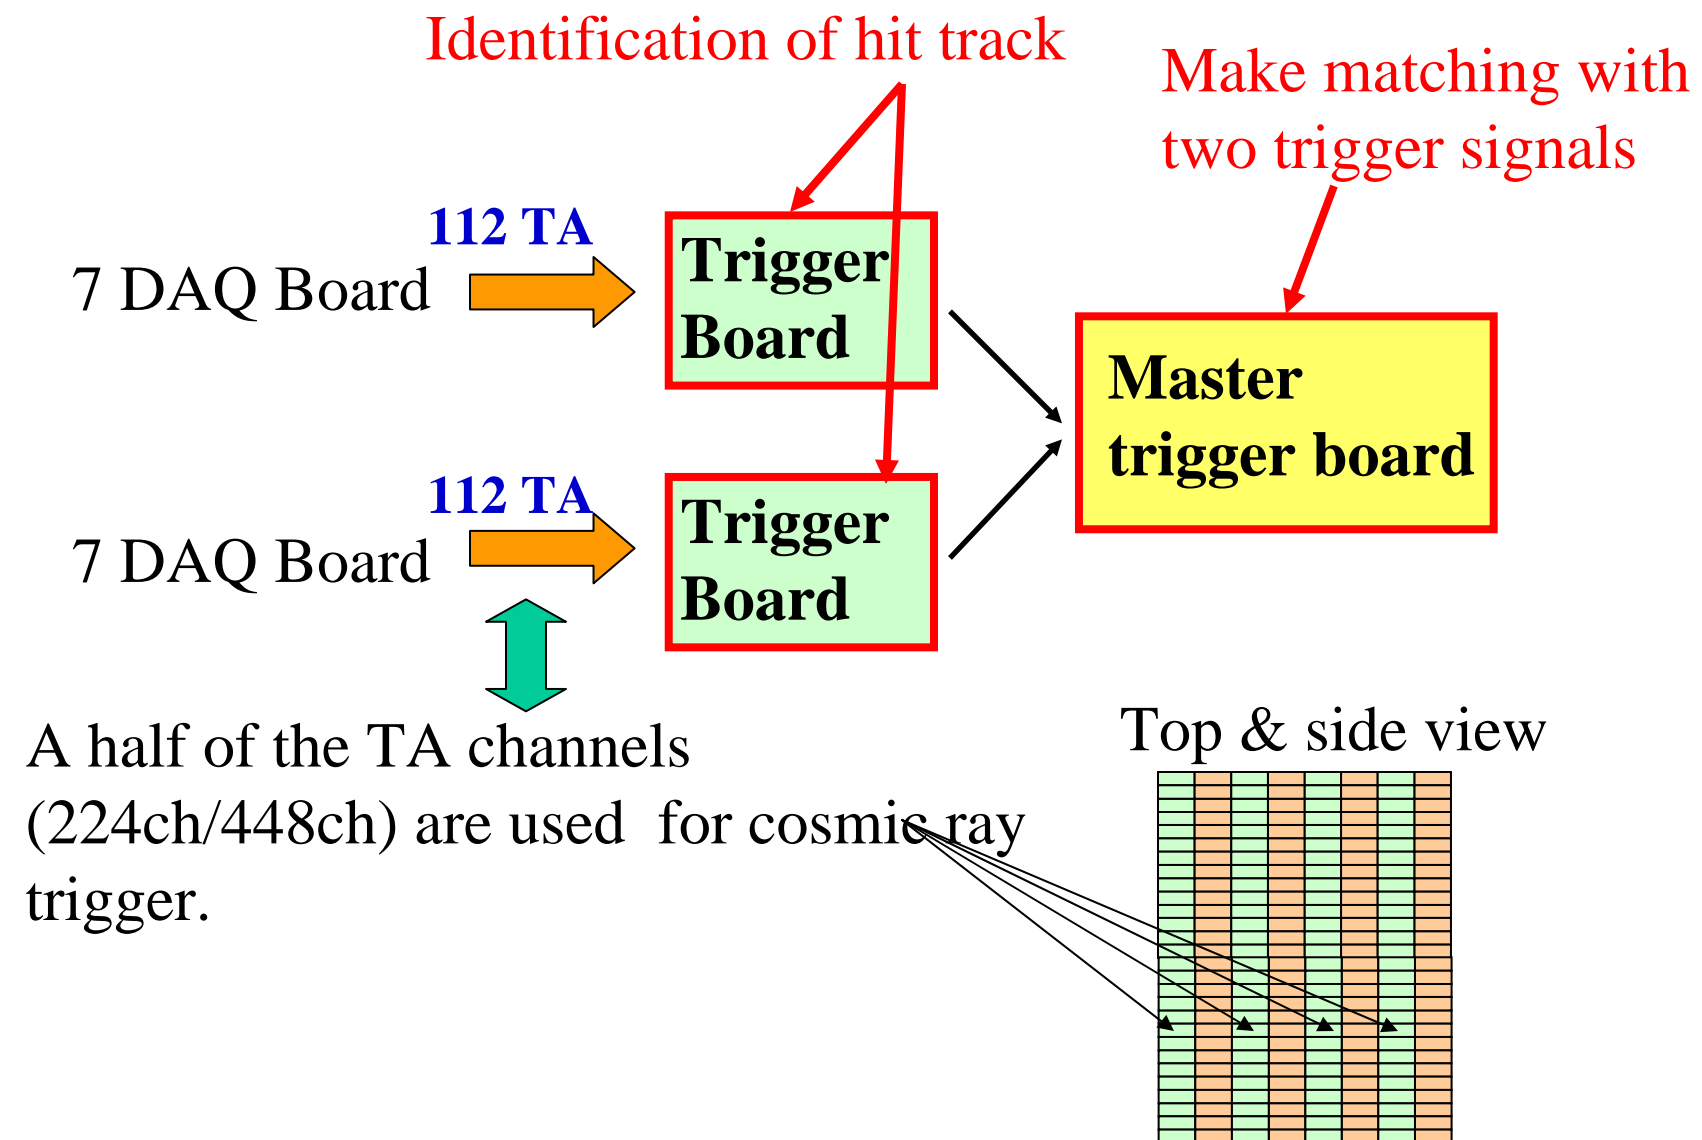 Identification of hit track
Make matching with
two trigger signals
112 TA
7 DAQ Board
Trigger
Board
Master
trigger board
112 TA
7 DAQ Board
Trigger
Board
A half of the TA channels
(224ch/448ch) are used for cosmic ray
trigger.
Top & side view